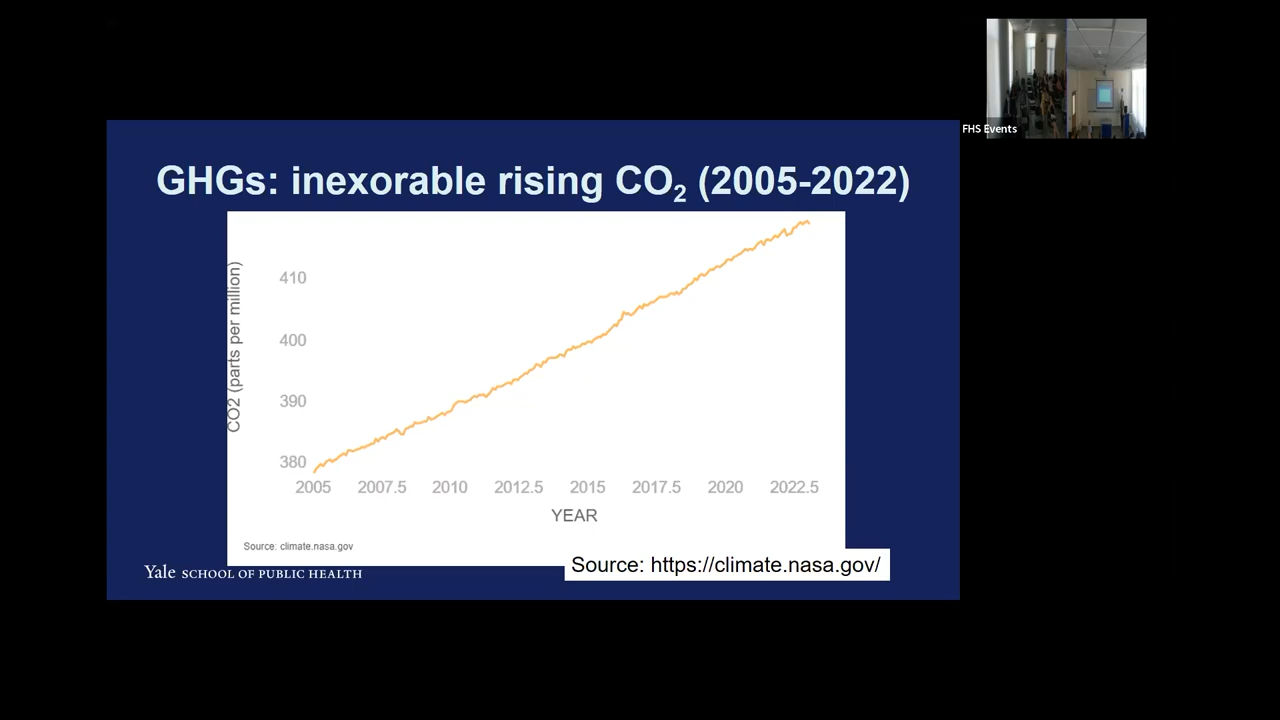 FHS Events
GHGs: inexorable rising CO₂ (2005-2022)
CO2 (parts per million)
410
400
390
380
2005 2007.5 2010 2012.5 2015 2017.5 2020 2022.5
YEAR
Source: climate.nasa.gov
Source: https://climate.nasa.gov/
Yale SCHOOL OF PUBLIC HEALTH